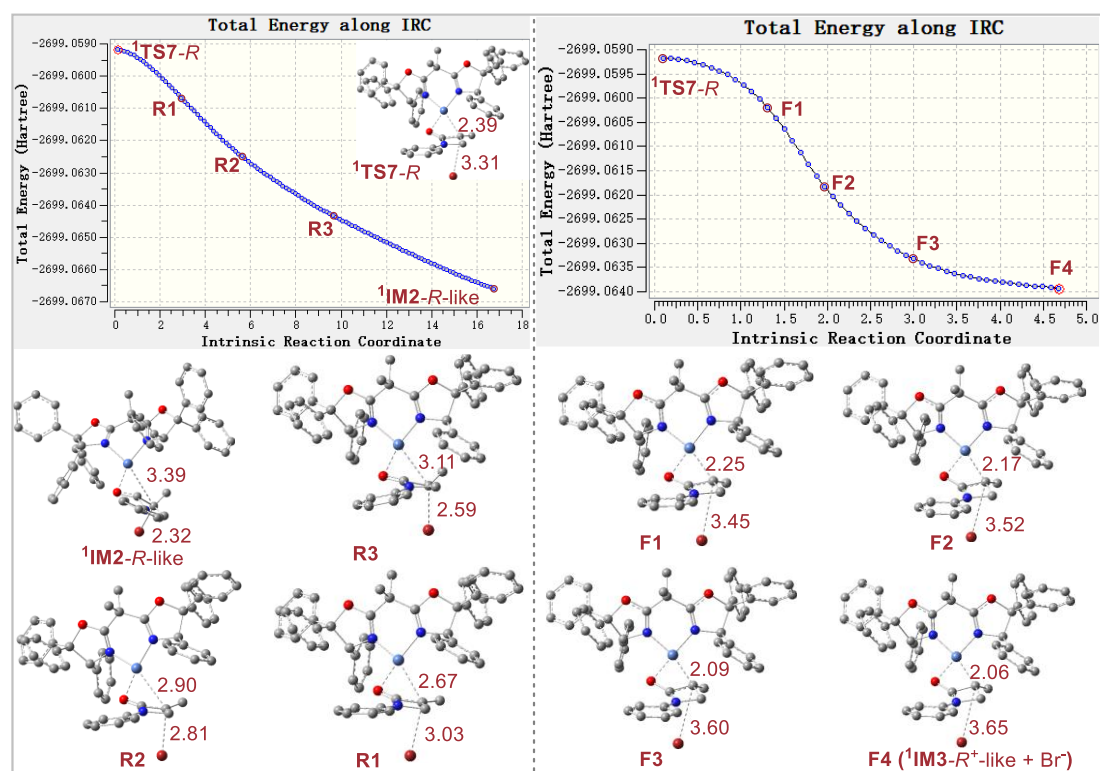 Total Energy along IRC
Total Energy (Hartree)
-2699.0590
-2699.0600
-2699.0610
-2699.0620
-2699.0630
-2699.0640
-2699.0650
-2699.0660
-2699.0670
¹TS7-R
R1
R2
R3
¹IM2-R-like
2.39
3.31
¹TS7-R
0 2 4 6 8 10 12 14 16 18
Intrinsic Reaction Coordinate
3.39
2.32
¹IM2-R-like
3.11
2.59
R3
2.90
2.81
R2
2.67
3.03
R1
Total Energy along IRC
Total Energy (Hartree)
-2699.0590
-2699.0595
-2699.0600
-2699.0605
-2699.0610
-2699.0615
-2699.0620
-2699.0625
-2699.0630
-2699.0635
-2699.0640
¹TS7-R
F1
F2
F3
F4
0.0 0.5 1.0 1.5 2.0 2.5 3.0 3.5 4.0 4.5 5.0
Intrinsic Reaction Coordinate
2.25
3.45
F1
2.17
3.52
F2
2.09
3.60
F3
2.06
3.65
F4 (¹IM3-R⁺-like + Br⁻)